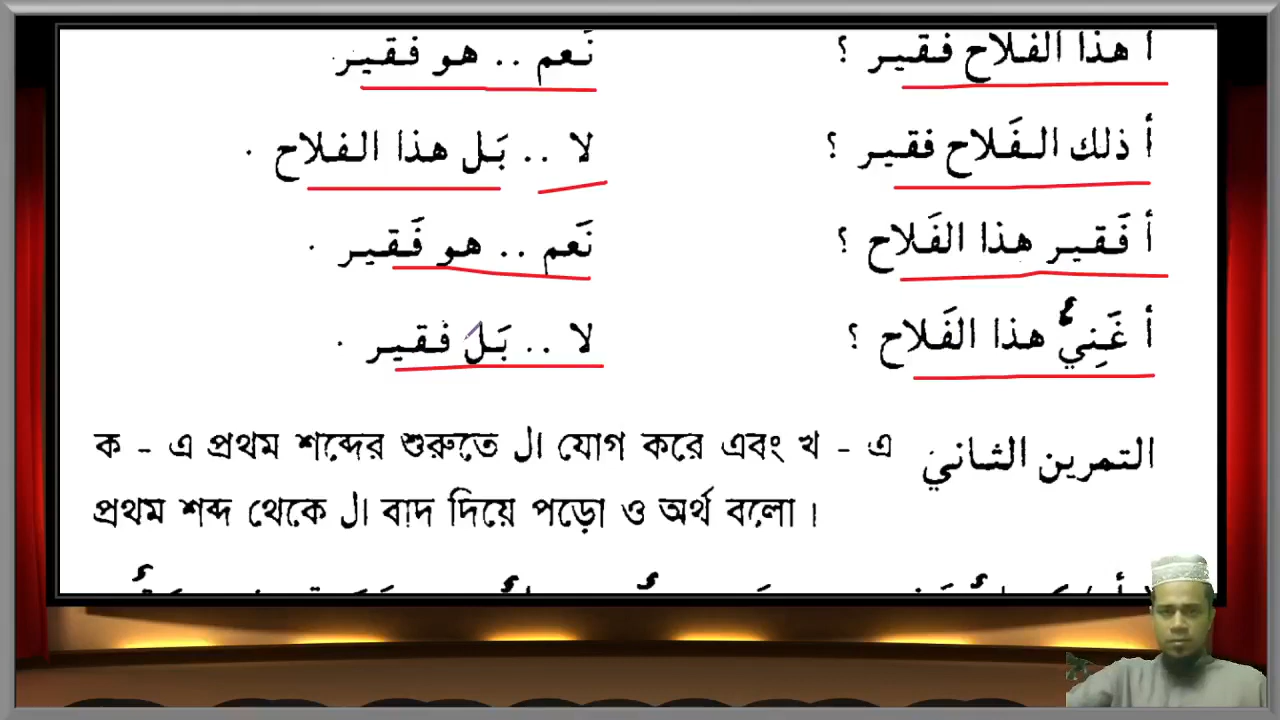 أ هذا الفلاح فقير ؟ نَعم .. هو فقير
أ ذلك الفَلاح فقير ؟ لا .. بَل هذا الفلاح .
أ فَقير هذا الفَلاح ؟ نَعم .. هو فَقير .
أ غَنِيٌّ هذا الفَلاح ؟ لا .. بَل فقير .
التمرين الثاني ক - এ প্রথম শব্দের শুরুতে ال যোগ করে এবং খ - এ
প্রথম শব্দ থেকে ال বাদ দিয়ে পড়ো ও অর্থ বলো।